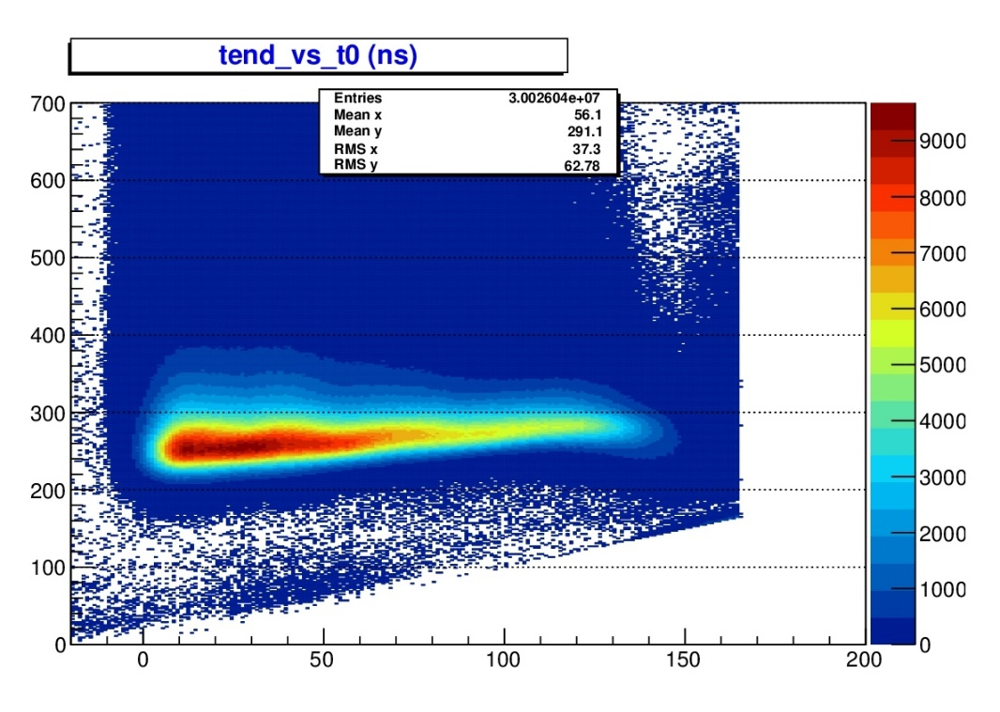 tend_vs_t0 (ns)
Entries 3.002604e+07
Mean x 56.1
Mean y 291.1
RMS x 37.3
RMS y 62.78
700
600
500
400
300
200
100
0
0 50 100 150 200
9000
8000
7000
6000
5000
4000
3000
2000
1000
0